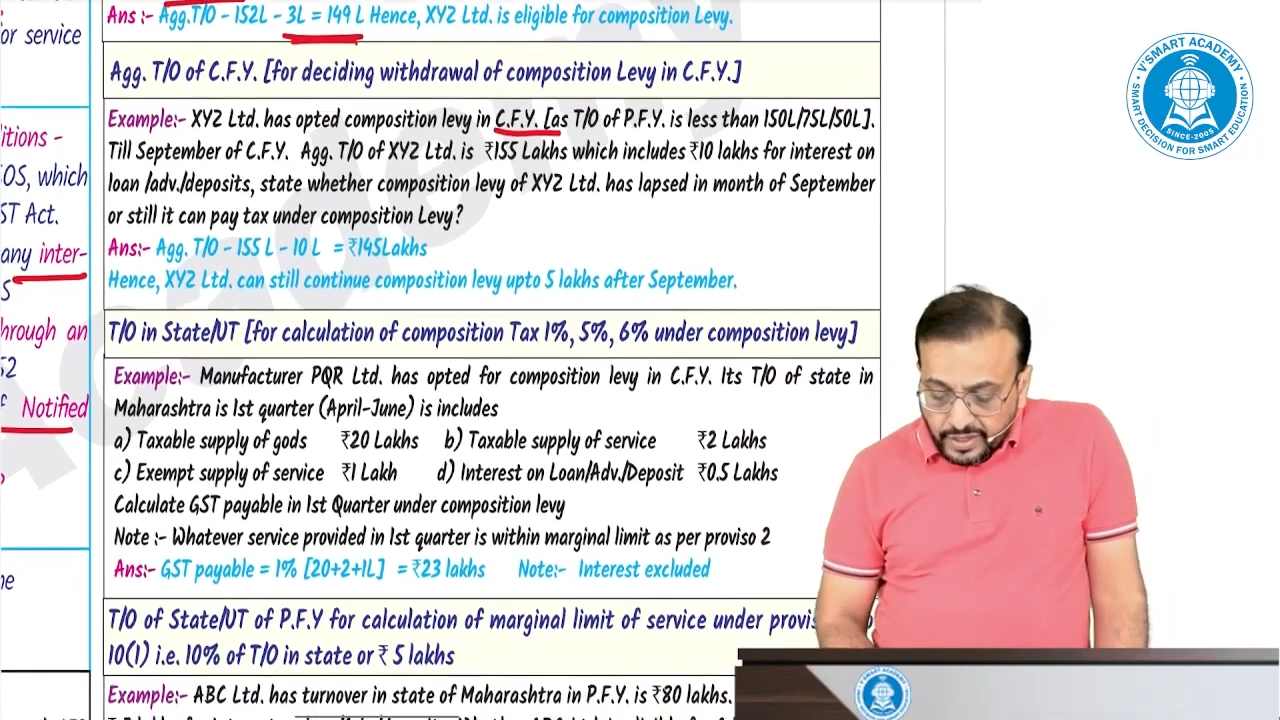 or service
itions -
OS, which
ST Act.
any inter-
S
hrough an
52
f Notified
ne
Ans :- Agg.T/O - 152L - 3L = 149 L Hence, XYZ Ltd. is eligible for composition Levy.
Agg. T/O of C.F.Y. [for deciding withdrawal of composition Levy in C.F.Y.]
Example:- XYZ Ltd. has opted composition levy in C.F.Y. [as T/O of P.F.Y. is less than 150L/75L/50L].
Till September of C.F.Y. Agg. T/O of XYZ Ltd. is ₹155 Lakhs which includes ₹10 lakhs for interest on
loan /adv./deposits, state whether composition levy of XYZ Ltd. has lapsed in month of September
or still it can pay tax under composition Levy?
Ans:- Agg. T/O - 155 L - 10 L = ₹145Lakhs
Hence, XYZ Ltd. can still continue composition levy upto 5 lakhs after September.
T/O in State/UT [for calculation of composition Tax 1%, 5%, 6% under composition levy]
Example:- Manufacturer PQR Ltd. has opted for composition levy in C.F.Y. Its T/O of state in
Maharashtra is 1st quarter (April-June) is includes
a) Taxable supply of gods ₹20 Lakhs b) Taxable supply of service ₹2 Lakhs
c) Exempt supply of service ₹1 Lakh d) Interest on Loan/Adv./Deposit ₹0.5 Lakhs
Calculate GST payable in 1st Quarter under composition levy
Note :- Whatever service provided in 1st quarter is within marginal limit as per proviso 2
Ans:- GST payable = 1% [20+2+1L] = ₹23 lakhs Note:- Interest excluded
T/O of State/UT of P.F.Y for calculation of marginal limit of service under provis
10(1) i.e. 10% of T/O in state or ₹ 5 lakhs
Example:- ABC Ltd. has turnover in state of Maharashtra in P.F.Y. is ₹80 lakhs.
V'SMART ACADEMY
SMART DECISION FOR SMART EDUCATION
SINCE-2005